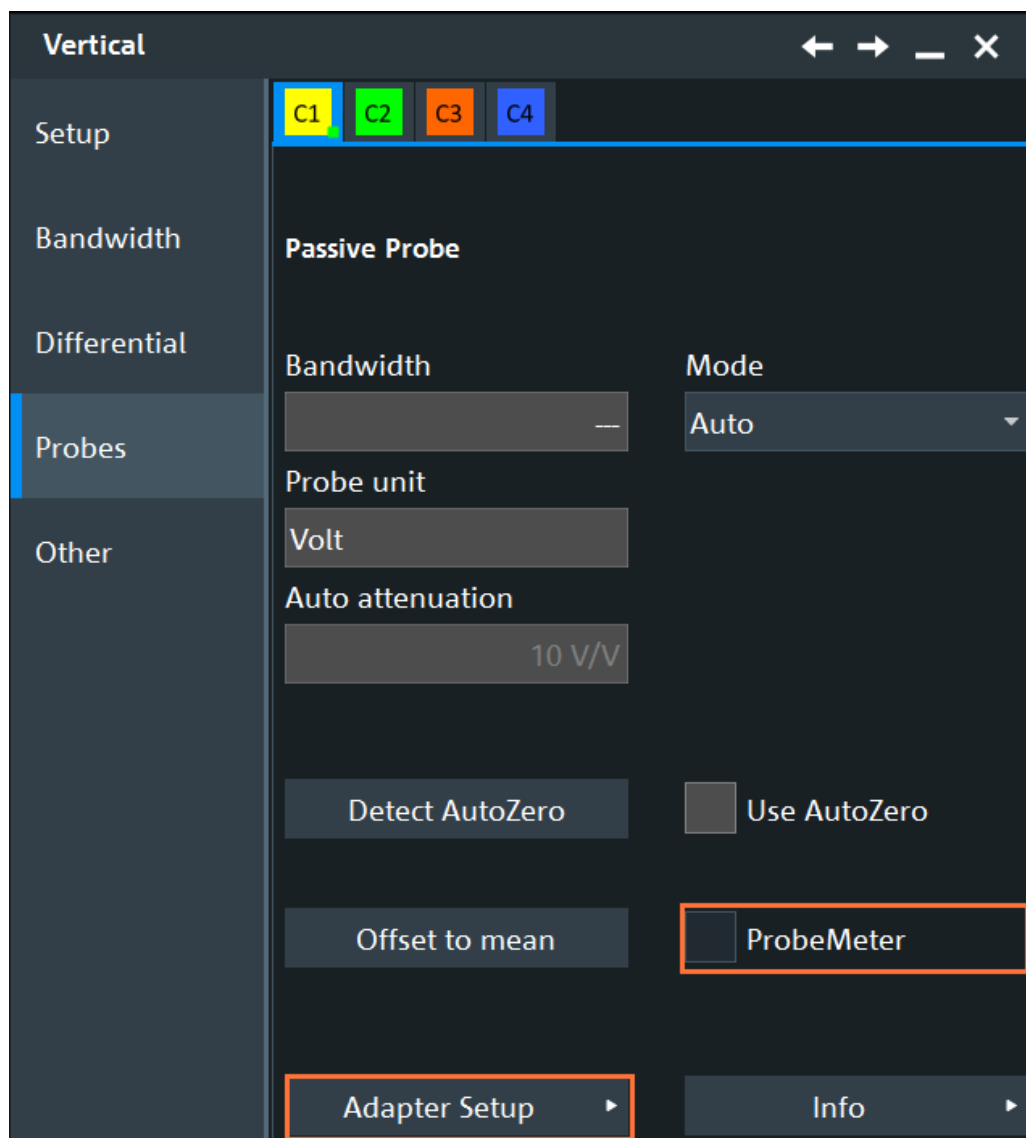 Vertical
Setup
Bandwidth
Differential
Probes
Other
C1 C2 C3 C4
Passive Probe
Bandwidth
---
Mode
Auto
Probe unit
Volt
Auto attenuation
10 V/V
Detect AutoZero
Use AutoZero
Offset to mean
ProbeMeter
Adapter Setup
Info